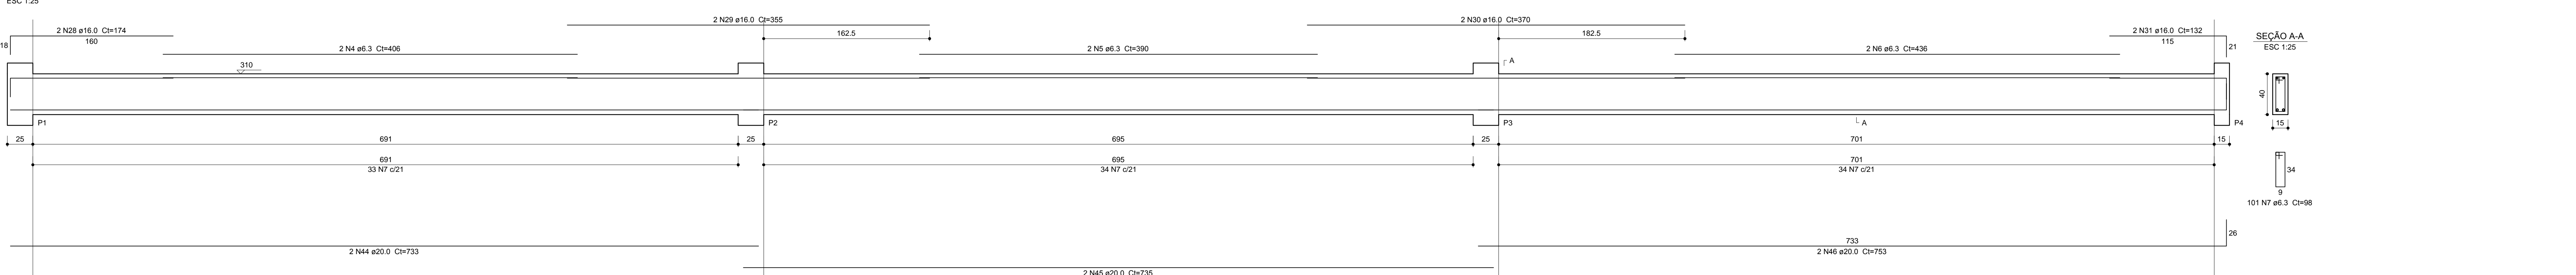 ESC 1:25
2 N29 ø16.0 Ct=355
2 N30 ø16.0 Ct=370
2 N28 ø16.0 Ct=174
162.5
182.5
2 N31 ø16.0 Ct=132
18
160
115
21
2 N4 ø6.3 Ct=406
2 N5 ø6.3 Ct=390
2 N6 ø6.3 Ct=436
SEÇÃO A-A
ESC 1:25
310
A
40
P1
P2
P3
A
P4
15
25
691
25
695
25
701
15
691
695
701
33 N7 c/21
34 N7 c/21
34 N7 c/21
34
9
101 N7 ø6.3 Ct=98
26
733
2 N44 ø20.0 Ct=733
2 N46 ø20.0 Ct=753
2 N45 ø20.0 Ct=735